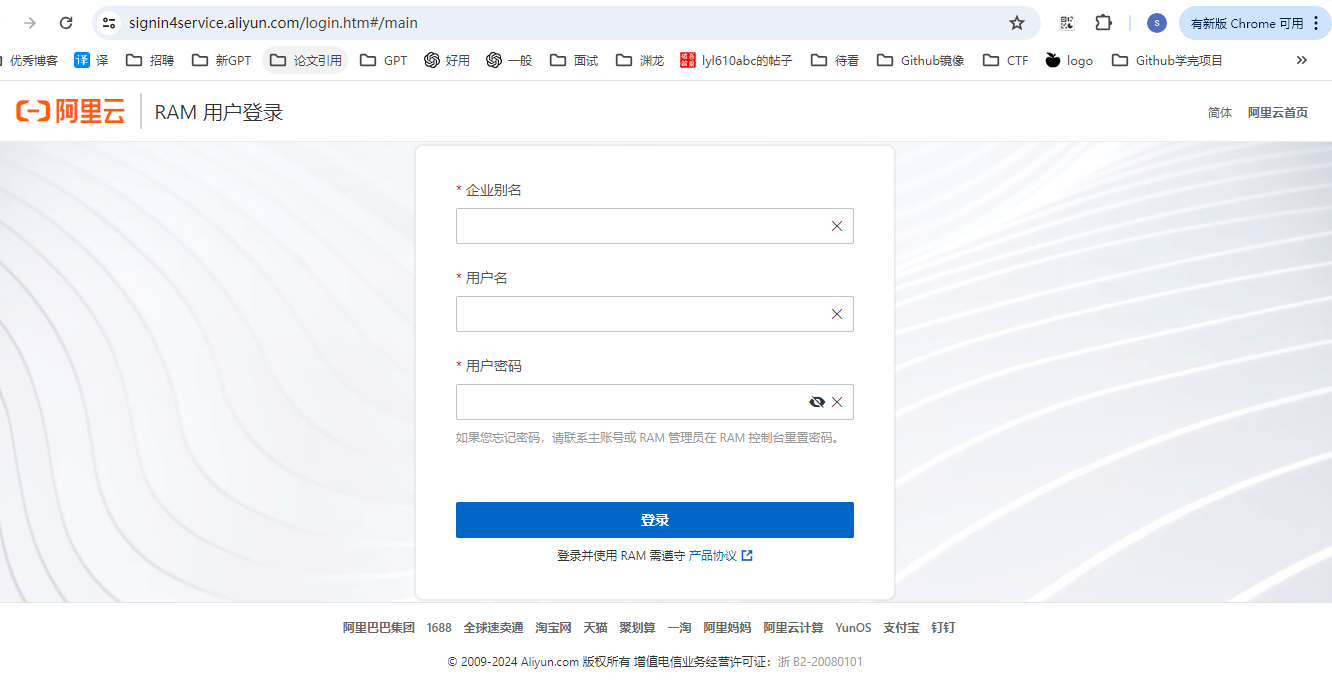 signin4service.aliyun.com/login.htm#/main
S
有新版 Chrome 可用
优秀博客 译 译 招聘 新GPT 论文引用 GPT 好用 一般 面试 渊龙 lyl610abc的帖子 待看 Github镜像 CTF logo Github学完项目
阿里云 RAM 用户登录 简体 阿里云首页
* 企业别名
* 用户名
* 用户密码
如果您忘记密码，请联系主账号或 RAM 管理员在 RAM 控制台重置密码。
登录
登录并使用 RAM 需遵守 产品协议
阿里巴巴集团 1688 全球速卖通 淘宝网 天猫 聚划算 一淘 阿里妈妈 阿里云计算 YunOS 支付宝 钉钉
© 2009-2024 Aliyun.com 版权所有 增值电信业务经营许可证： 浙 B2-20080101